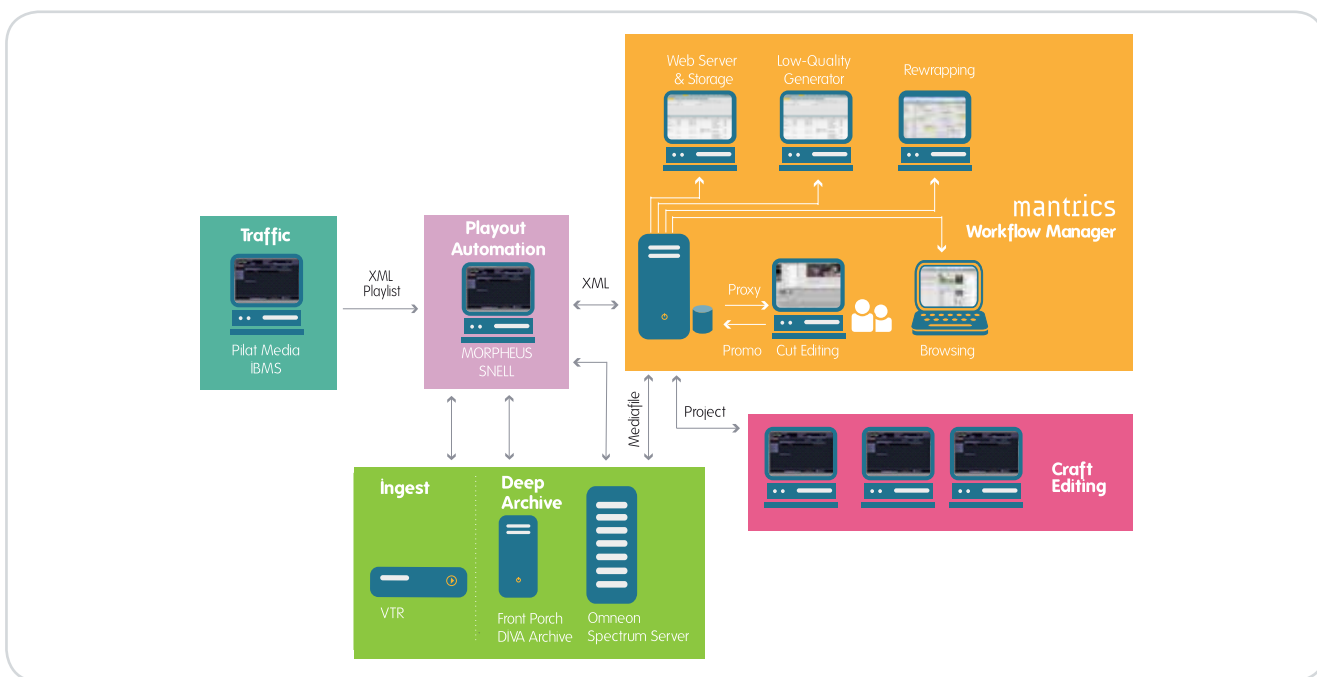 Web Server
& Storage
Low-Quality
Generator
Rewrapping
mantrics
Workflow Manager
Traffic
Pilat Media
IBMS
XML
Playlist
Playout
Automation
MORPHEUS
SNELL
XML
Proxy
Promo
Cut Editing
Browsing
Mediafile
Project
Craft
Editing
Ingest
VTR
Deep
Archive
Front Porch
DIVA Archive
Omneon
Spectrum Server